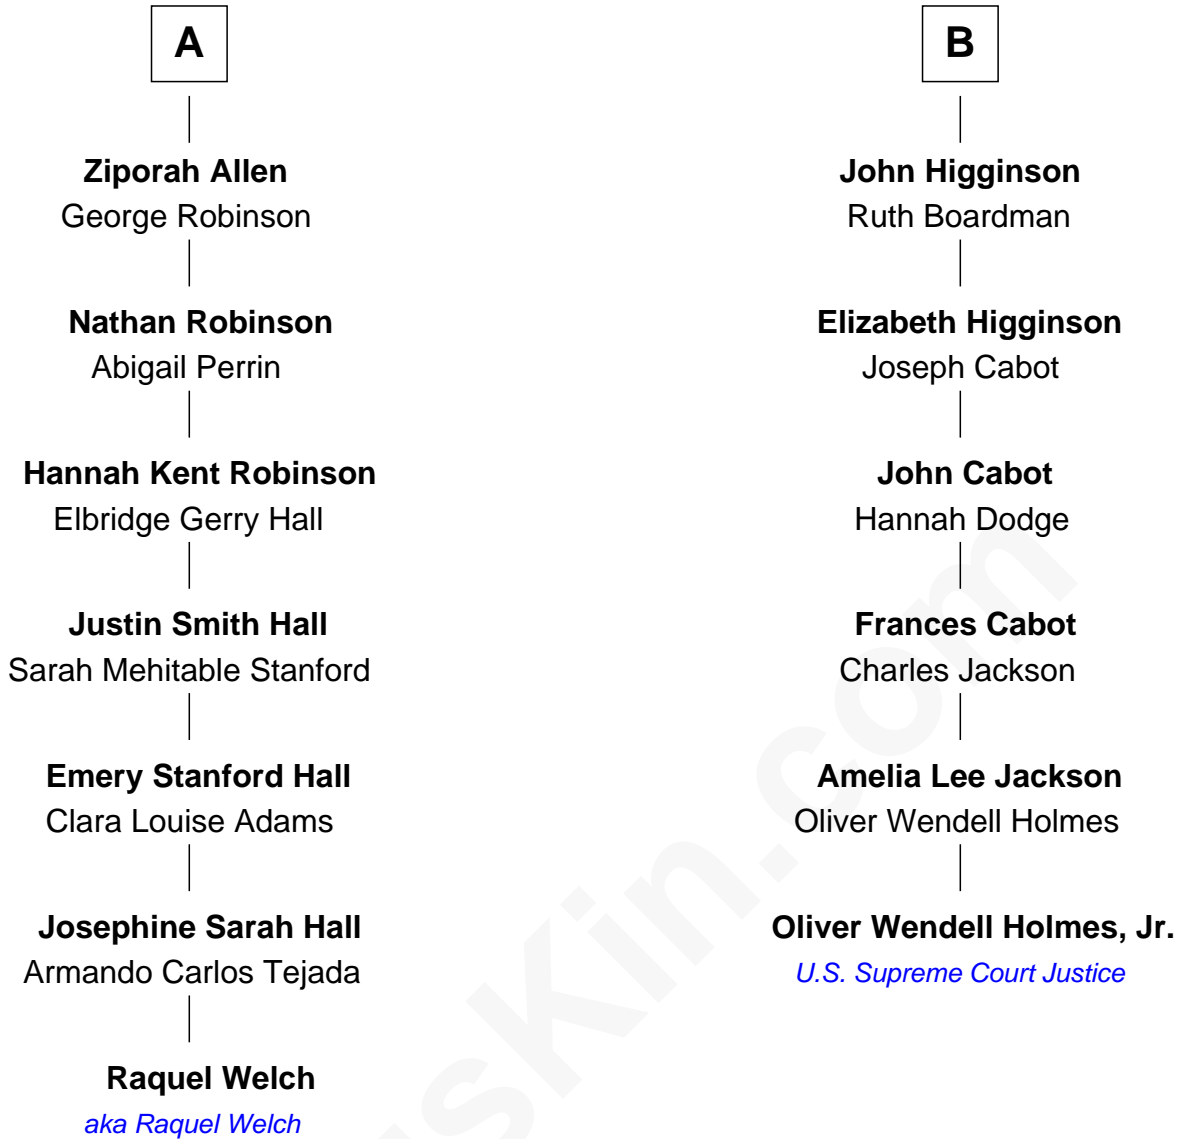 A
Ziporah Allen
George Robinson
Nathan Robinson
Abigail Perrin
Hannah Kent Robinson
Elbridge Gerry Hall
Justin Smith Hall
Sarah Mehitable Stanford
Emery Stanford Hall
Clara Louise Adams
Josephine Sarah Hall
Armando Carlos Tejada
Raquel Welch
aka Raquel Welch
B
John Higginson
Ruth Boardman
Elizabeth Higginson
Joseph Cabot
John Cabot
Hannah Dodge
Frances Cabot
Charles Jackson
Amelia Lee Jackson
Oliver Wendell Holmes
Oliver Wendell Holmes, Jr.
U.S. Supreme Court Justice